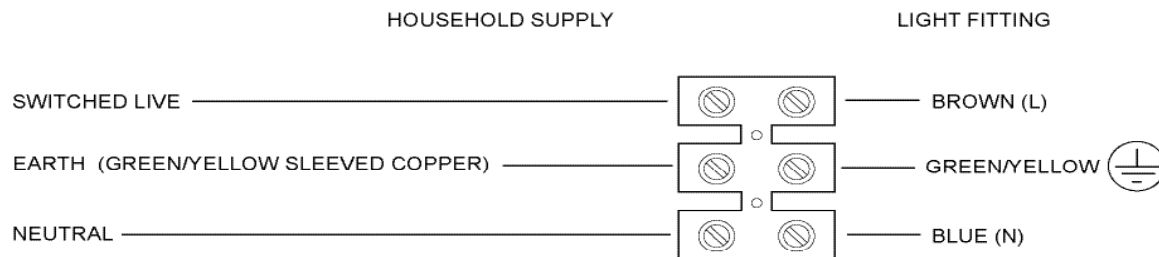 HOUSEHOLD SUPPLY LIGHT FITTING
SWITCHED LIVE BROWN (L)
EARTH (GREEN/YELLOW SLEEVED COPPER) GREEN/YELLOW
NEUTRAL BLUE (N)